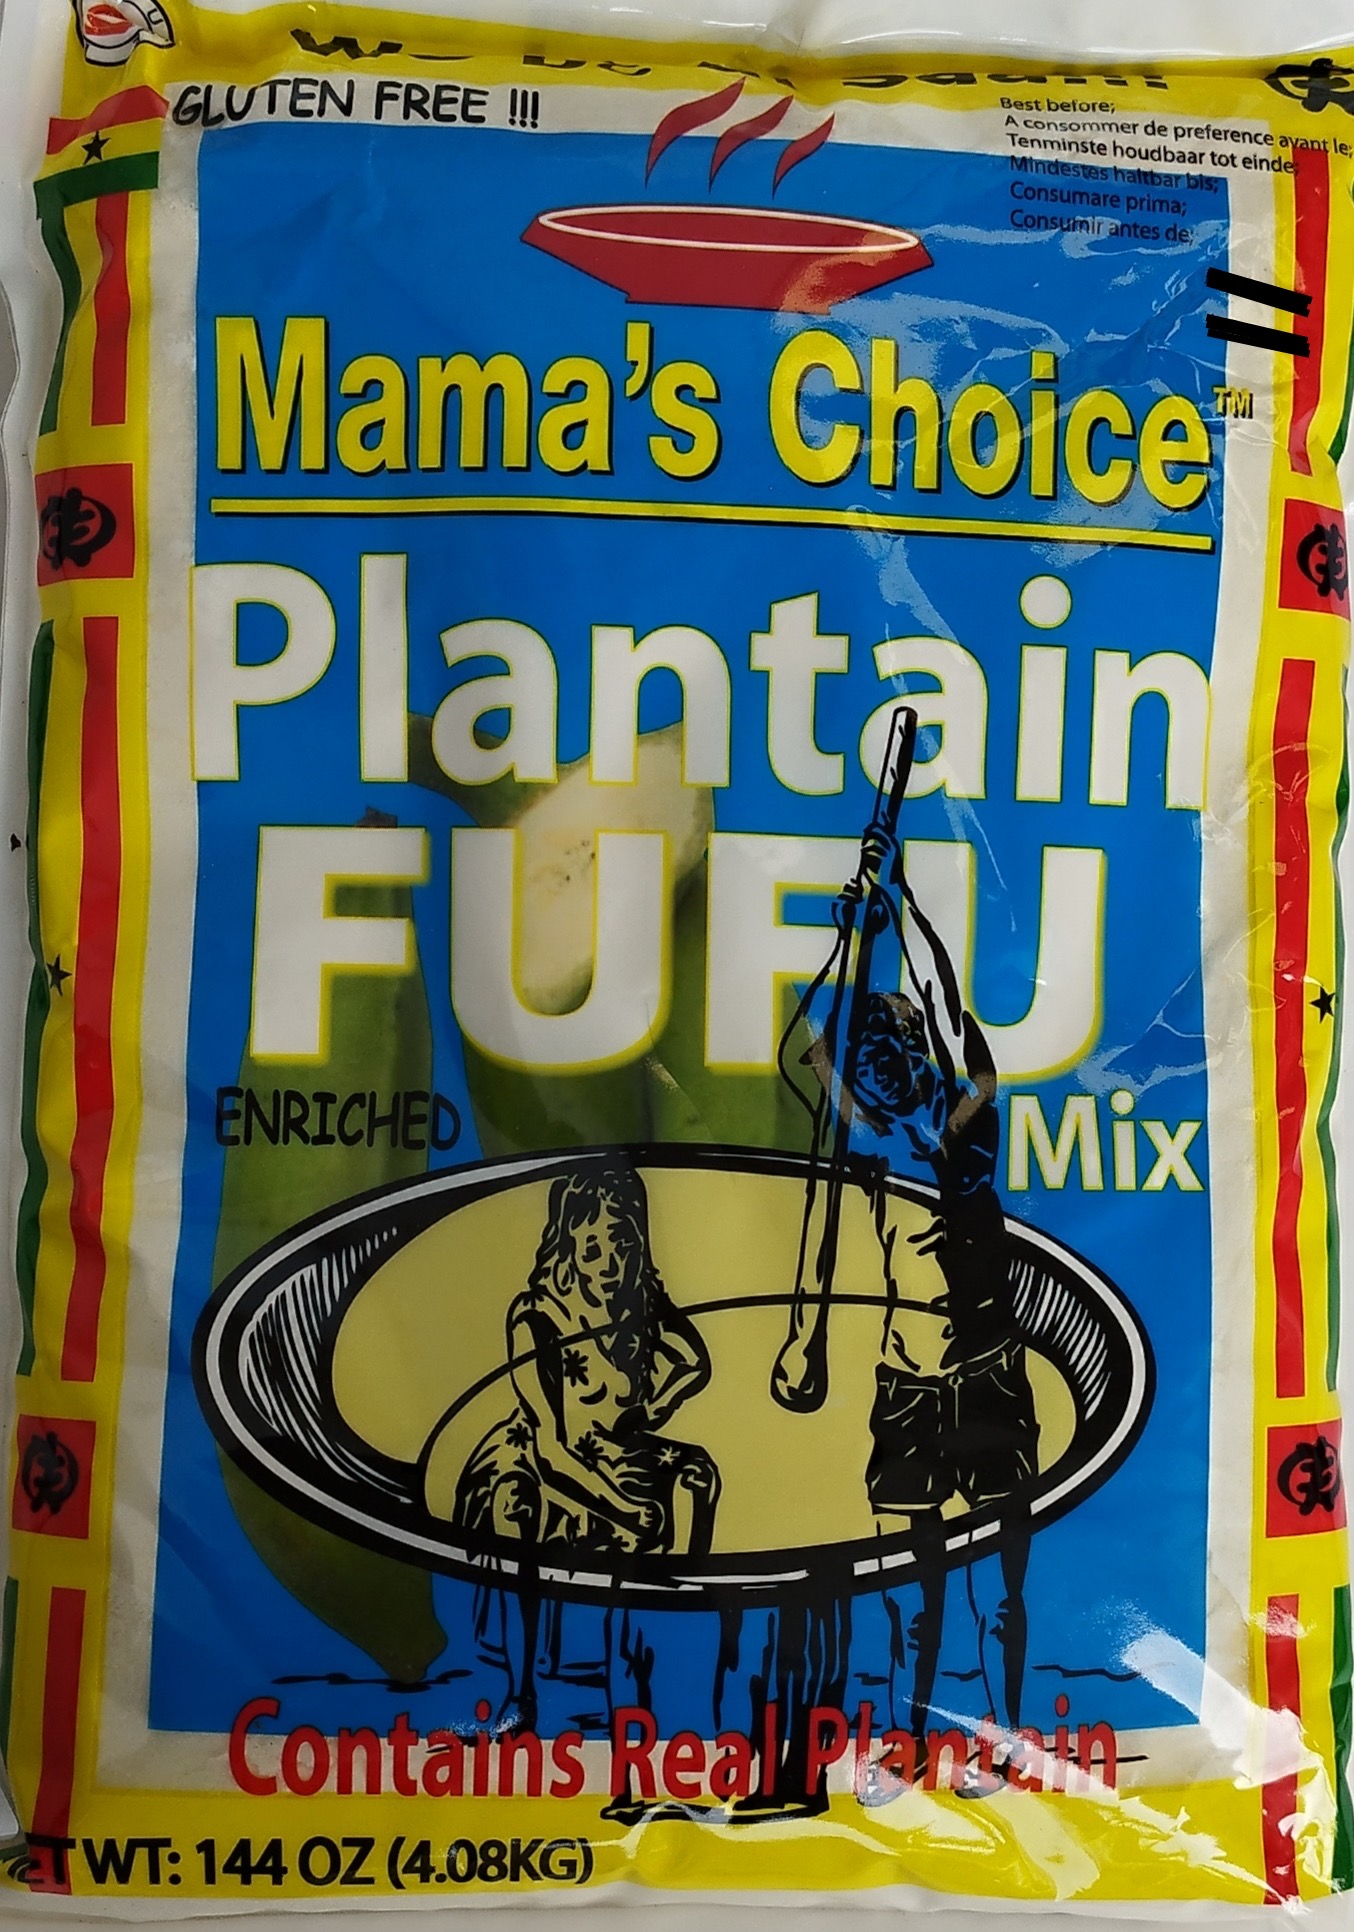 GLUTEN FREE !!!
Best before;
A consommer de preference avant le;
Tenminste houdbaar tot einde;
Mindestes haltbar bis;
Consumare prima;
Consumir antes de;
Mama's Choice™
Plantain
FUFU
ENRICHED
Mix
Contains Real Plantain
ET WT: 144 OZ (4.08KG)